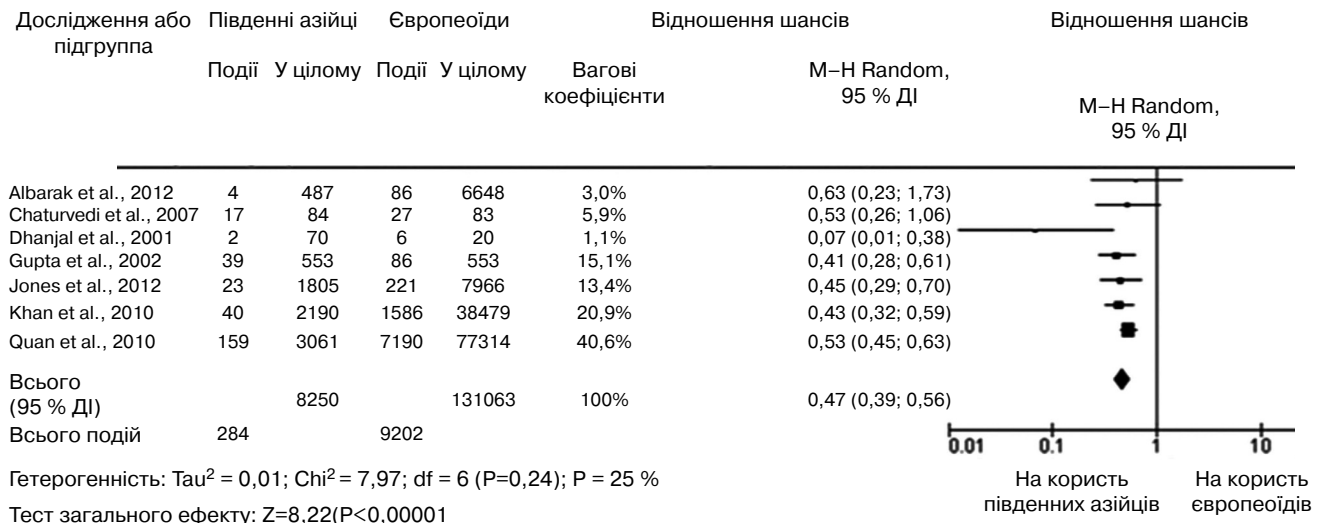 Дослідження або Південні азійці Європеоїди Відношення шансів Відношення шансів
підгруппа
Події У цілому Події У цілому Вагові M–H Random,
коефіцієнти 95 % ДІ
M–H Random,
95 % ДІ
Albarak et al., 2012 4 487 86 6648 3,0% 0,63 (0,23; 1,73)
Chaturvedi et al., 2007 17 84 27 83 5,9% 0,53 (0,26; 1,06)
Dhanjal et al., 2001 2 70 6 20 1,1% 0,07 (0,01; 0,38)
Gupta et al., 2002 39 553 86 553 15,1% 0,41 (0,28; 0,61)
Jones et al., 2012 23 1805 221 7966 13,4% 0,45 (0,29; 0,70)
Khan et al., 2010 40 2190 1586 38479 20,9% 0,43 (0,32; 0,59)
Quan et al., 2010 159 3061 7190 77314 40,6% 0,53 (0,45; 0,63)
Всього
(95 % ДІ) 8250 131063 100% 0,47 (0,39; 0,56)
Всього подій 284 9202
0.01 0.1 1 10
Гетерогенність: Tau² = 0,01; Chi² = 7,97; df = 6 (P=0,24); P = 25 %
На користь На користь
південних азійців європеоїдів
Тест загального ефекту: Z=8,22(P<0,00001